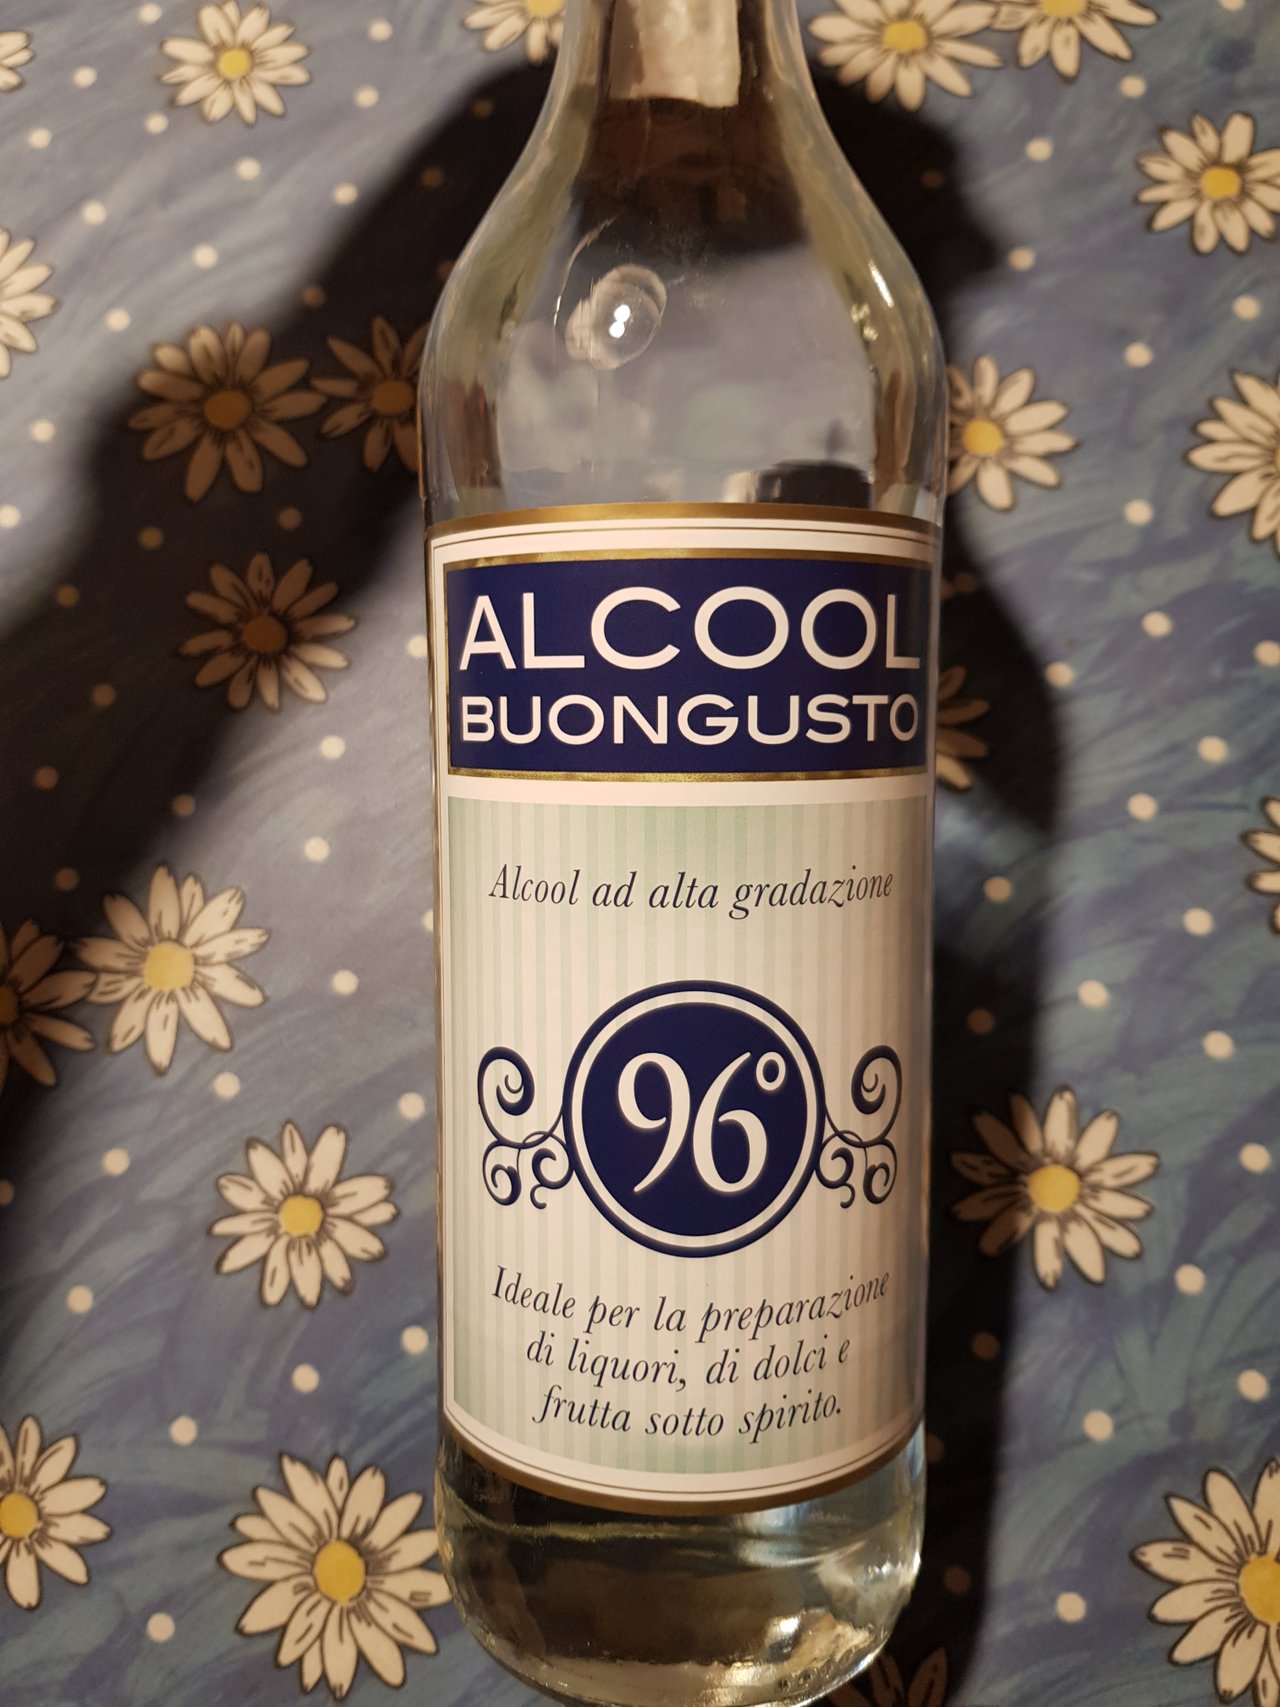 ALCOOL
BUONGUSTO
Alcool ad alta gradazione
96°
Ideale per la preparazione
di liquori, di dolci e
frutta sotto spirito.